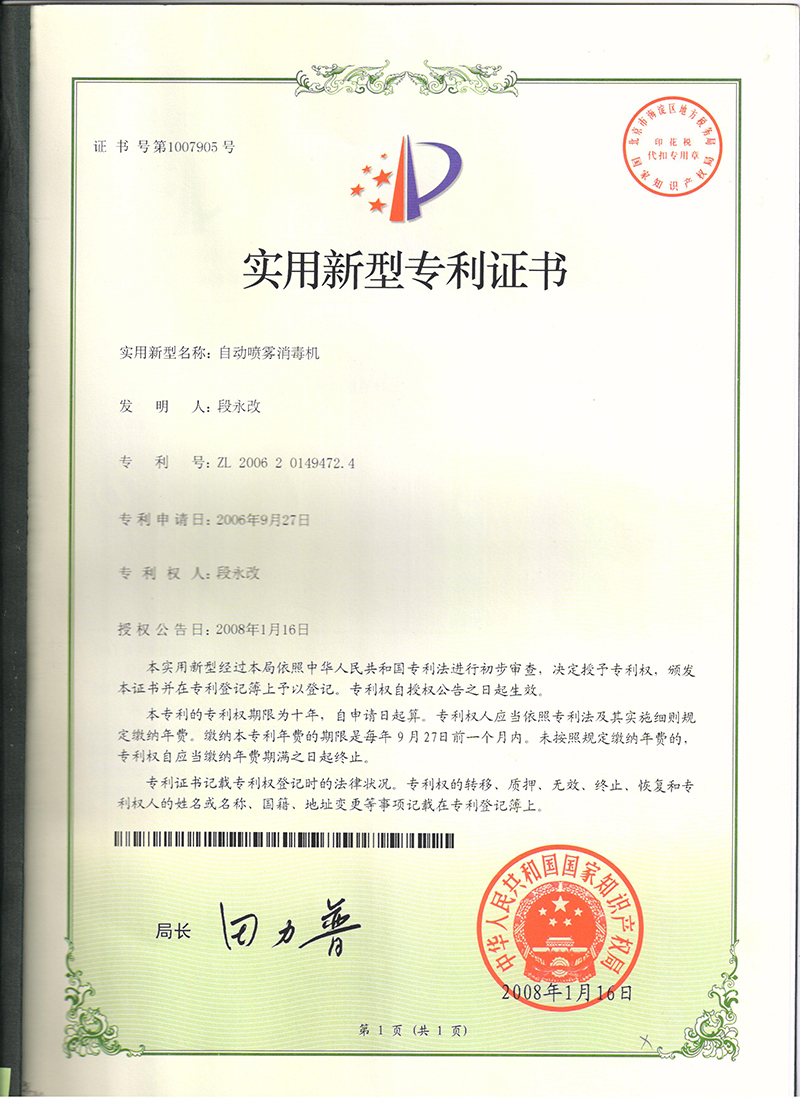 证 书 号 第1007905 号
北京市海淀区地方税务局
印花税
代扣专用章
国家知识产权局
实用新型专利证书
实用新型名称：自动喷雾消毒机
发 明 人：段永改
专 利 号：ZL 2006 2 0149472.4
专利申请日：2006年9月27日
专 利 权 人：段永改
授权公告日：2008年1月16日
本实用新型经过本局依照中华人民共和国专利法进行初步审查，决定授予专利权，颁发
本证书并在专利登记簿上予以登记。专利权自授权公告之日起生效。
本专利的专利权期限为十年，自申请日起算。专利权人应当依照专利法及其实施细则规
定缴纳年费。缴纳本专利年费的期限是每年 9 月 27日前一个月内。未按照规定缴纳年费的，
专利权自应当缴纳年费期满之日起终止。
专利证书记载专利权登记时的法律状况。专利权的转移、质押、无效、终止、恢复和专
利权人的姓名或名称、国籍、地址变更等事项记载在专利登记簿上。
局长 田力普
中华人民共和国国家知识产权局
2008年1月16日
第 1 页 (共 1 页)